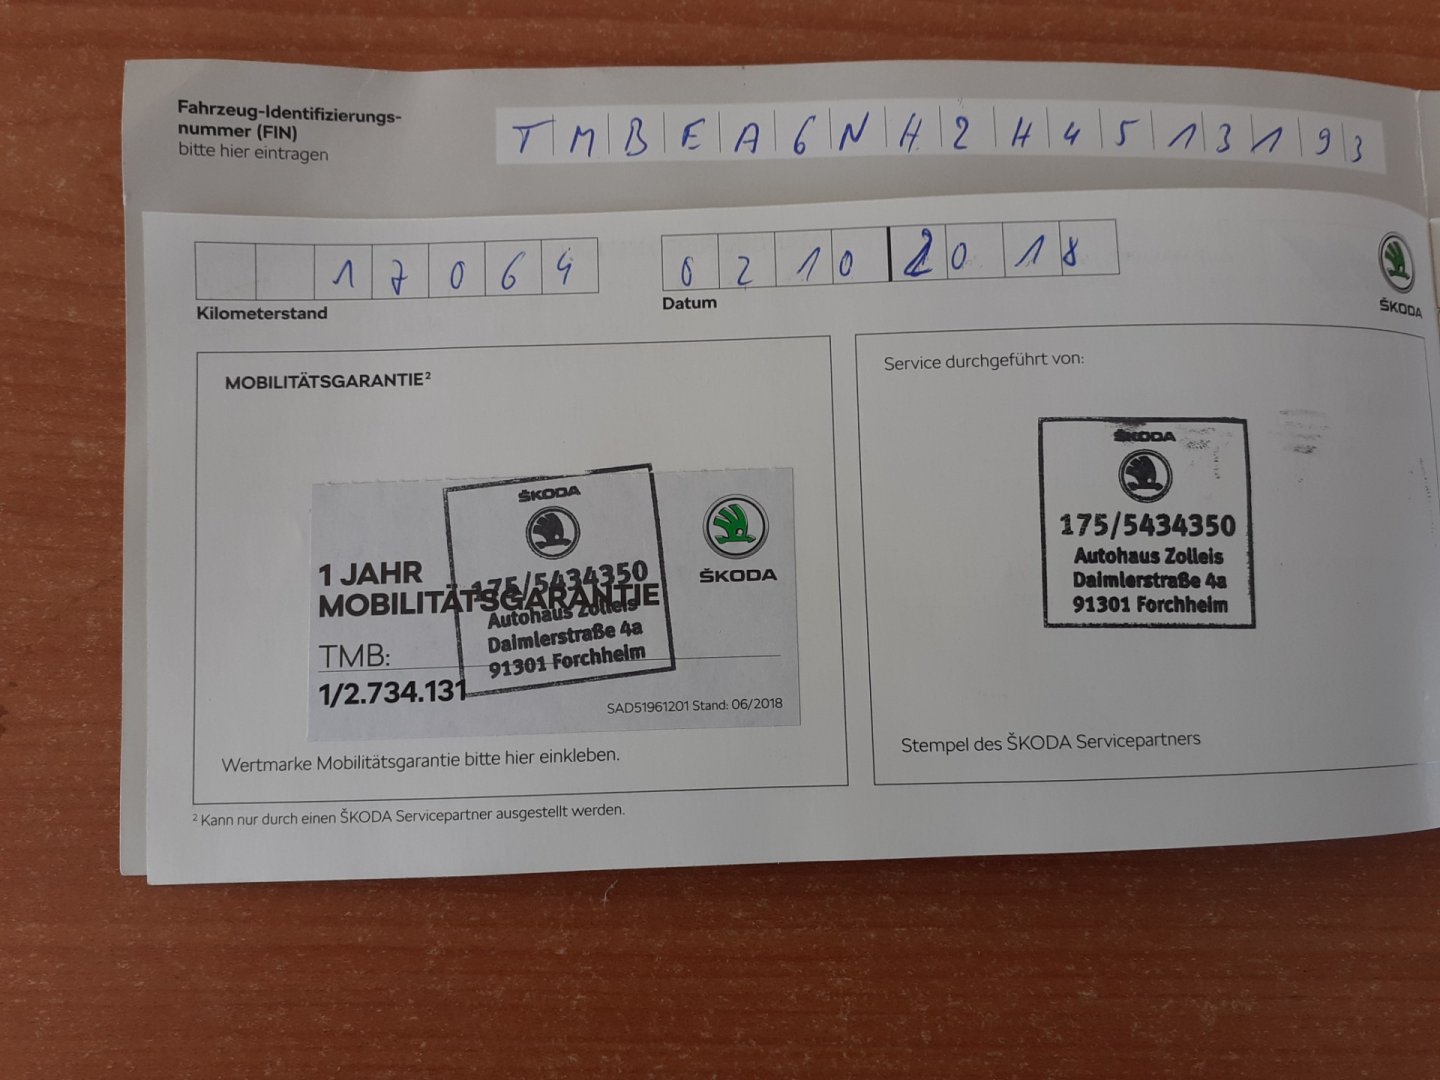 Fahrzeug-Identifizierungs-
nummer (FIN)
bitte hier eintragen
TMBEA6NH2H4513193
17064
Kilometerstand
02102018
Datum
ŠKODA
MOBILITÄTSGARANTIE²
1 JAHR
MOBILITÄTSGARANTIE
TMB:
1/2.734.131
ŠKODA
175/5434350
Autohaus Zolleis
Daimlerstraße 4a
91301 Forchheim
ŠKODA
SAD51961201 Stand: 06/2018
Wertmarke Mobilitätsgarantie bitte hier einkleben.
² Kann nur durch einen ŠKODA Servicepartner ausgestellt werden.
Service durchgeführt von:
ŠKODA
175/5434350
Autohaus Zolleis
Daimlerstraße 4a
91301 Forchheim
Stempel des ŠKODA Servicepartners